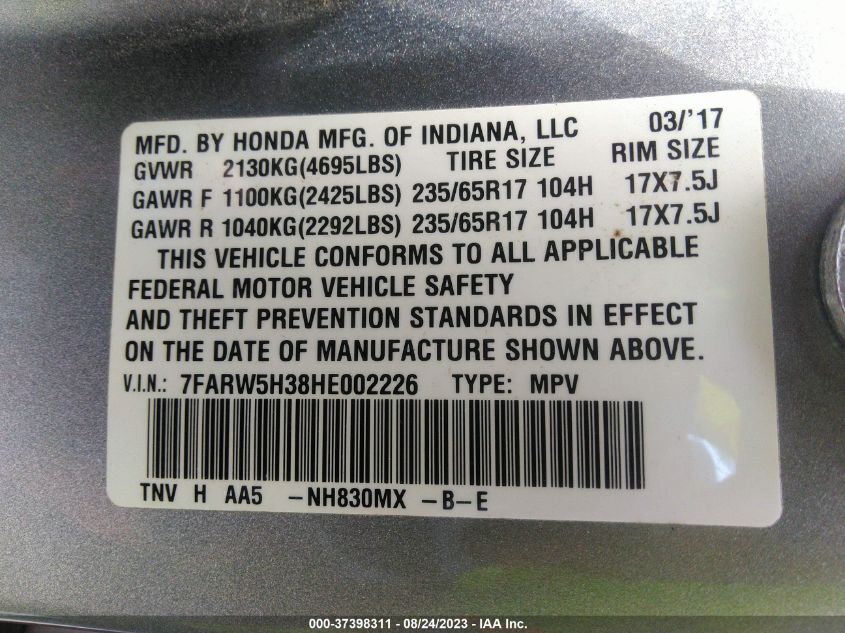 MFD. BY HONDA MFG. OF INDIANA, LLC 03/'17
GVWR 2130KG(4695LBS) TIRE SIZE RIM SIZE
GAWR F 1100KG(2425LBS) 235/65R17 104H 17X7.5J
GAWR R 1040KG(2292LBS) 235/65R17 104H 17X7.5J
THIS VEHICLE CONFORMS TO ALL APPLICABLE
FEDERAL MOTOR VEHICLE SAFETY
AND THEFT PREVENTION STANDARDS IN EFFECT
ON THE DATE OF MANUFACTURE SHOWN ABOVE.
V.I.N.: 7FARW5H38HE002226 TYPE: MPV
TNV H AA5 -NH830MX -B-E
000-37398311 - 08/24/2023 - IAA Inc.